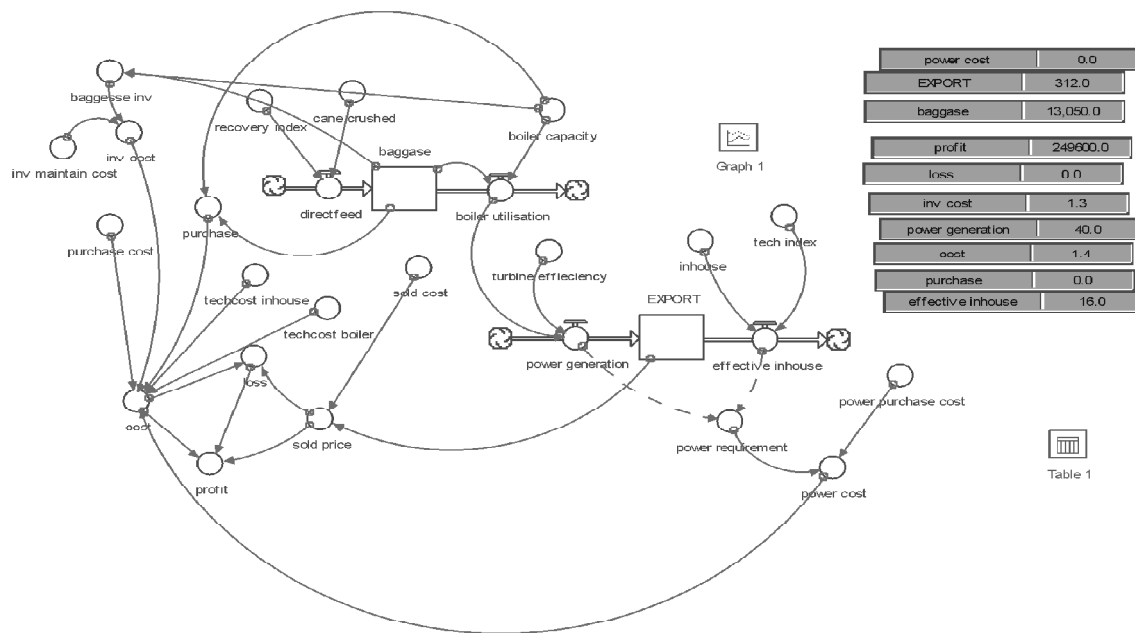 power cost 0.0
EXPORT 312.0
baggase 13,050.0
profit 249600.0
loss 0.0
inv cost 1.3
power generation 40.0
cost 1.4
purchase 0.0
effective inhouse 16.0
baggesse inv
recovery index
cane crushed
boiler capacity
inv cost
inv maintain cost
baggase
Graph 1
directfeed
boiler utilisation
purchase
purchase cost
tech index
inhouse
turbine effieciency
techcost inhouse
sold cost
EXPORT
techcost boiler
power generation
effective inhouse
loss
power purchase cost
cost
sold price
power requirement
Table 1
profit
power cost